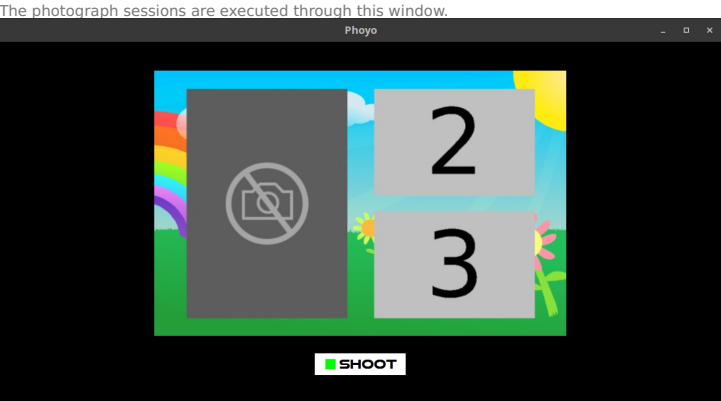 The photograph sessions are executed through this window.
Phoyo
2
3
SHOOT